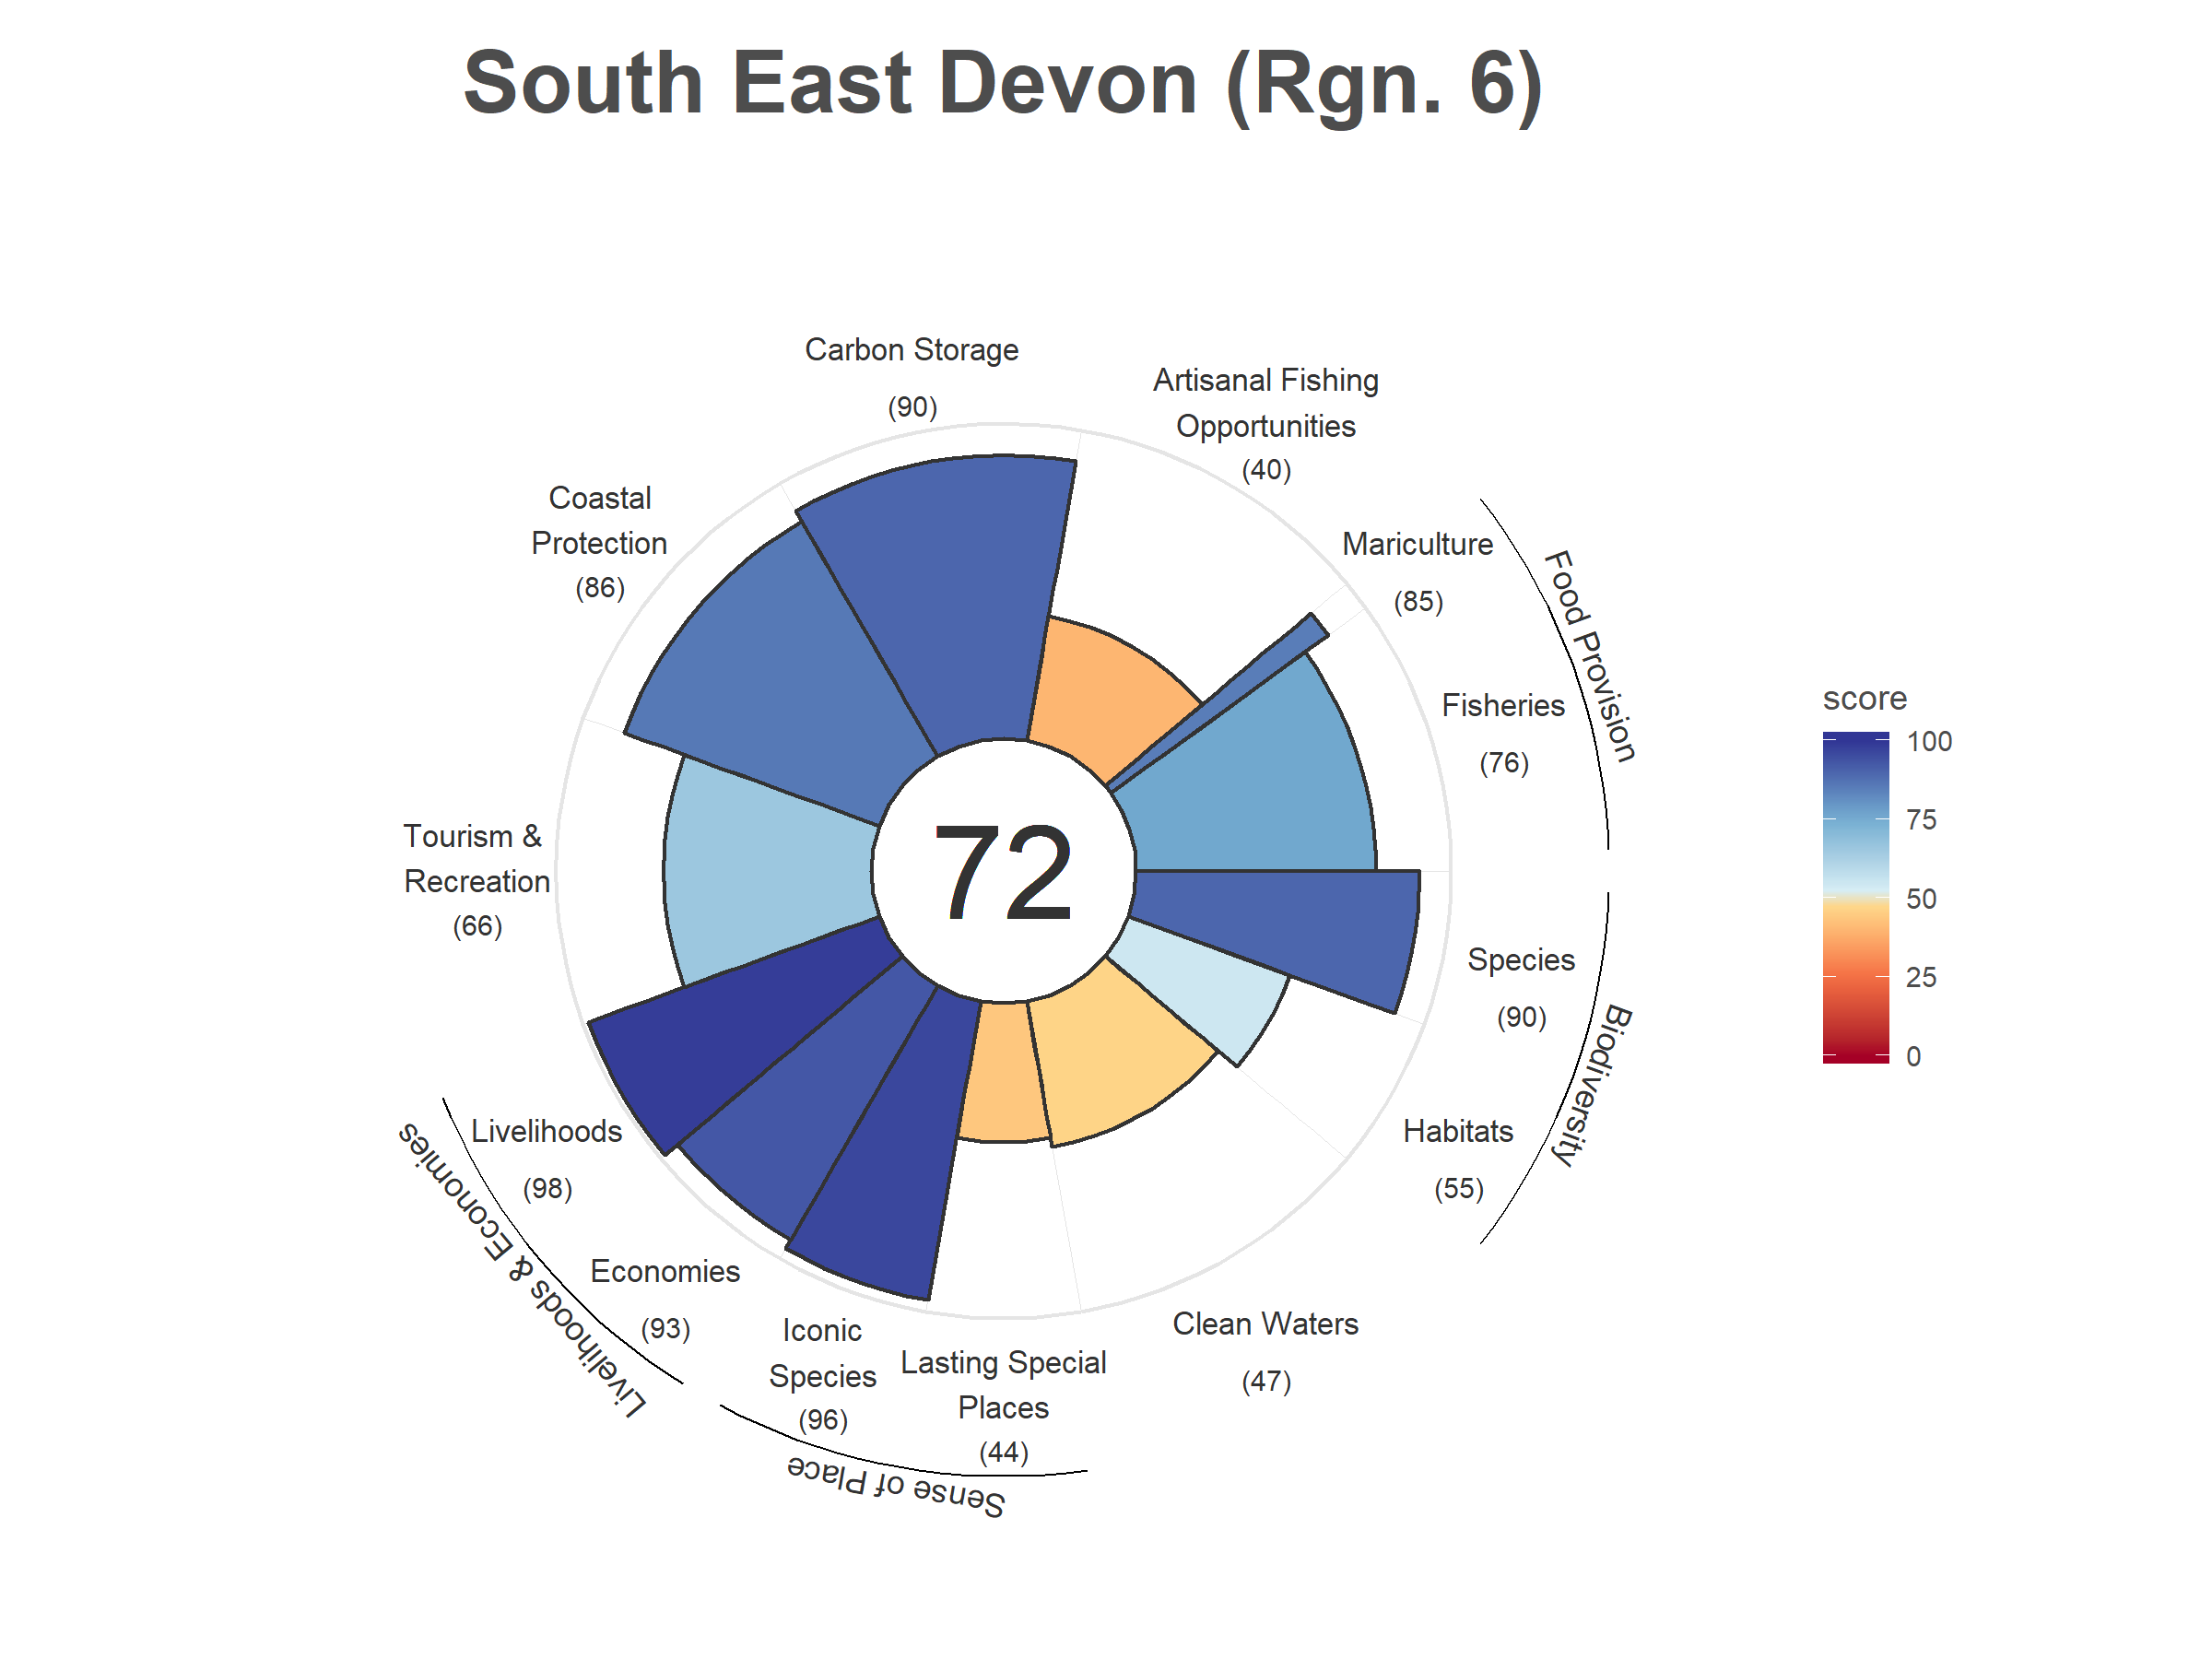 South East Devon (Rgn. 6)
Carbon Storage
(90)
Artisanal Fishing
Opportunities
(40)
Coastal
Protection
(86)
Mariculture
(85)
Food Provision
Fisheries
(76)
score
100
75
50
25
0
Tourism &
Recreation
(66)
72
Species
(90)
Biodiversity
Habitats
(55)
Livelihoods
(98)
Livelihoods & Economies
Economies
(93)
Iconic
Species
(96)
Lasting Special
Places
(44)
Sense of Place
Clean Waters
(47)